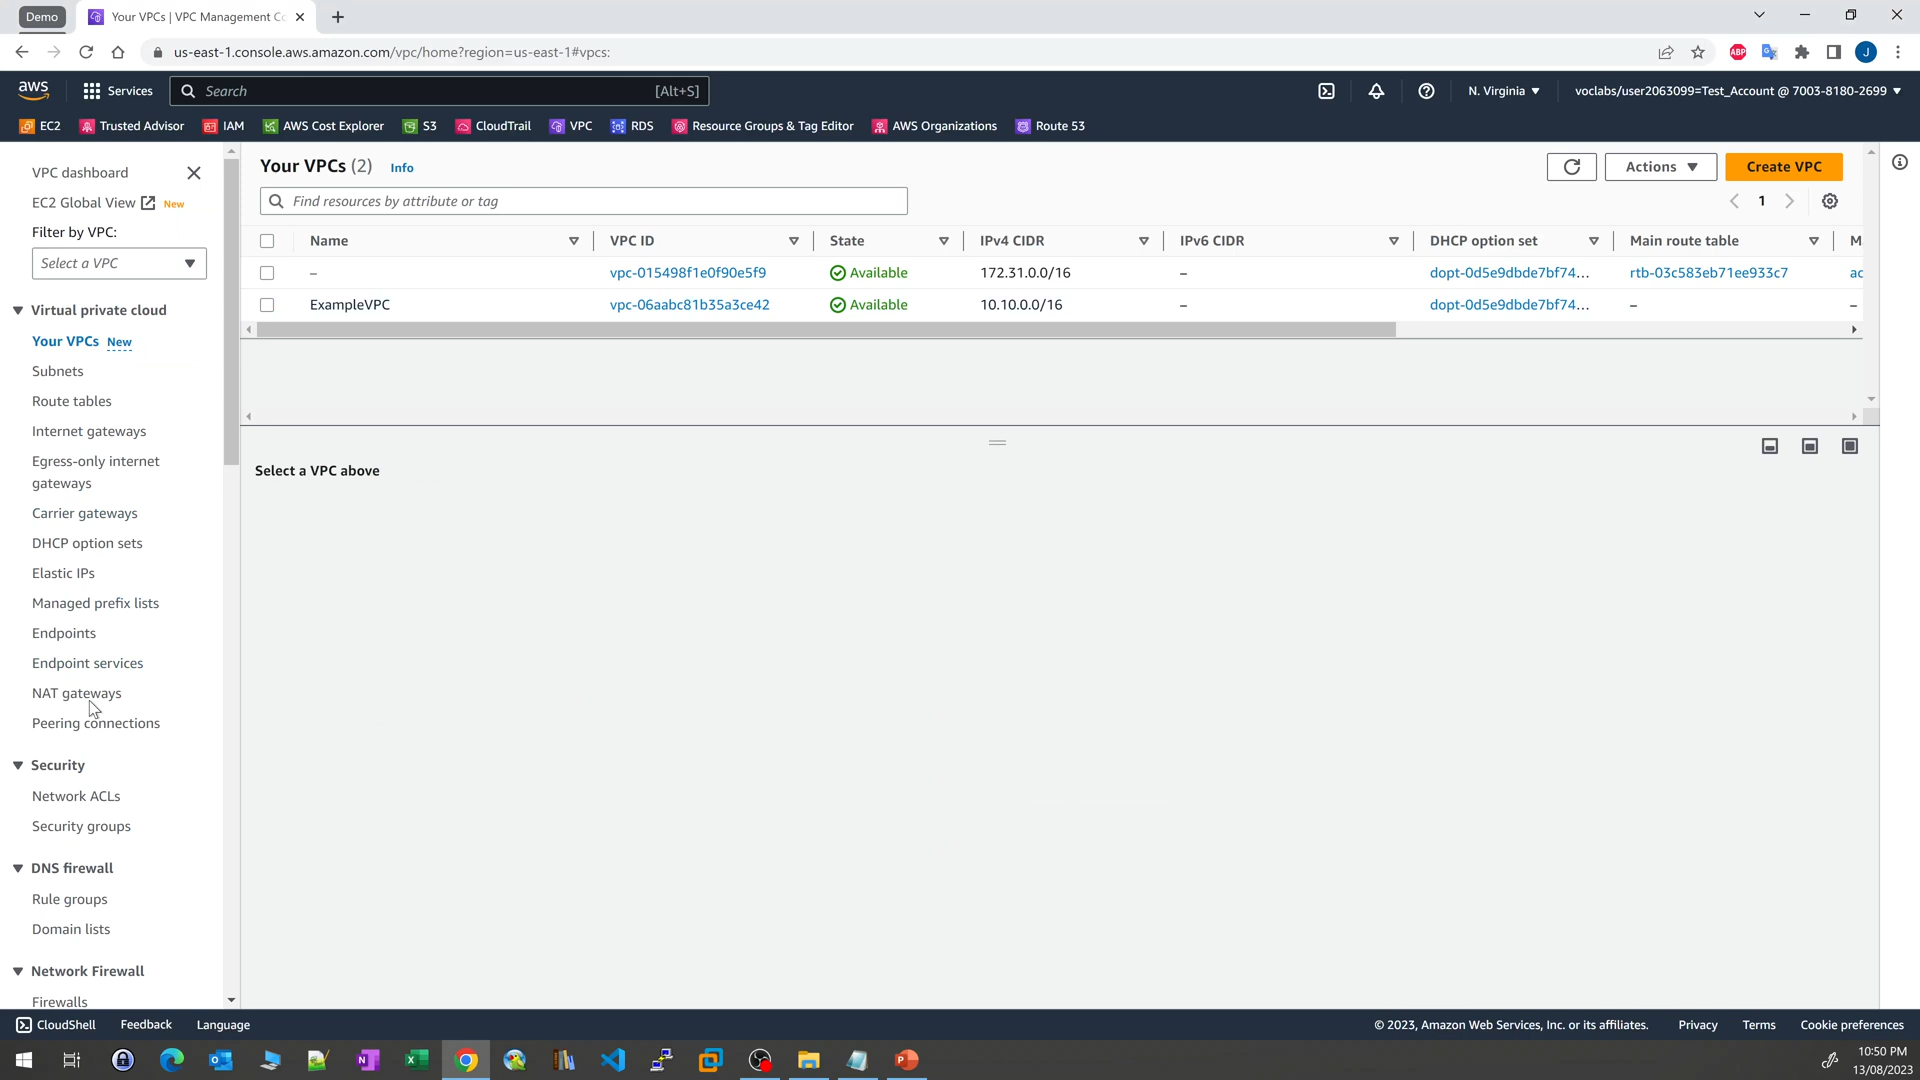 Demo
Your VPCs | VPC Management Co
us-east-1.console.aws.amazon.com/vpc/home?region=us-east-1#vpcs:
ABP
J
aws
Services
Search
[Alt+S]
N. Virginia
voclabs/user2063099=Test_Account @ 7003-8180-2699
EC2
Trusted Advisor
IAM
AWS Cost Explorer
S3
CloudTrail
VPC
RDS
Resource Groups & Tag Editor
AWS Organizations
Route 53
VPC dashboard
EC2 Global View New
Filter by VPC:
Select a VPC
Virtual private cloud
Your VPCs New
Subnets
Route tables
Internet gateways
Egress-only internet
gateways
Carrier gateways
DHCP option sets
Elastic IPs
Managed prefix lists
Endpoints
Endpoint services
NAT gateways
Peering connections
Security
Network ACLs
Security groups
DNS firewall
Rule groups
Domain lists
Network Firewall
Firewalls
Your VPCs (2) Info
Actions
Create VPC
Find resources by attribute or tag
1
Name VPC ID State IPv4 CIDR IPv6 CIDR DHCP option set Main route table M
– vpc-015498f1e0f90e5f9 Available 172.31.0.0/16 – dopt-0d5e9dbde7bf74... rtb-03c583eb71ee933c7 ac
ExampleVPC vpc-06aabc81b35a3ce42 Available 10.10.0.0/16 – dopt-0d5e9dbde7bf74... – –
Select a VPC above
CloudShell
Feedback
Language
© 2023, Amazon Web Services, Inc. or its affiliates.
Privacy
Terms
Cookie preferences
10:50 PM
13/08/2023